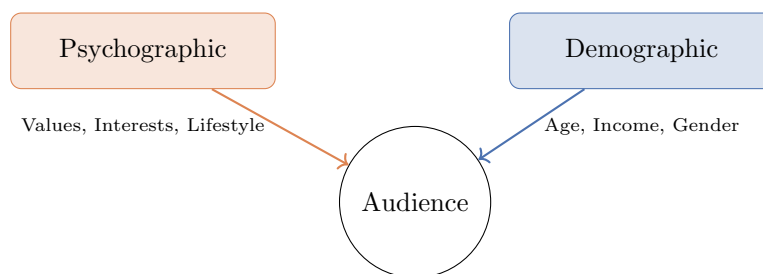 Psychographic
Demographic
Values, Interests, Lifestyle
Age, Income, Gender
Audience